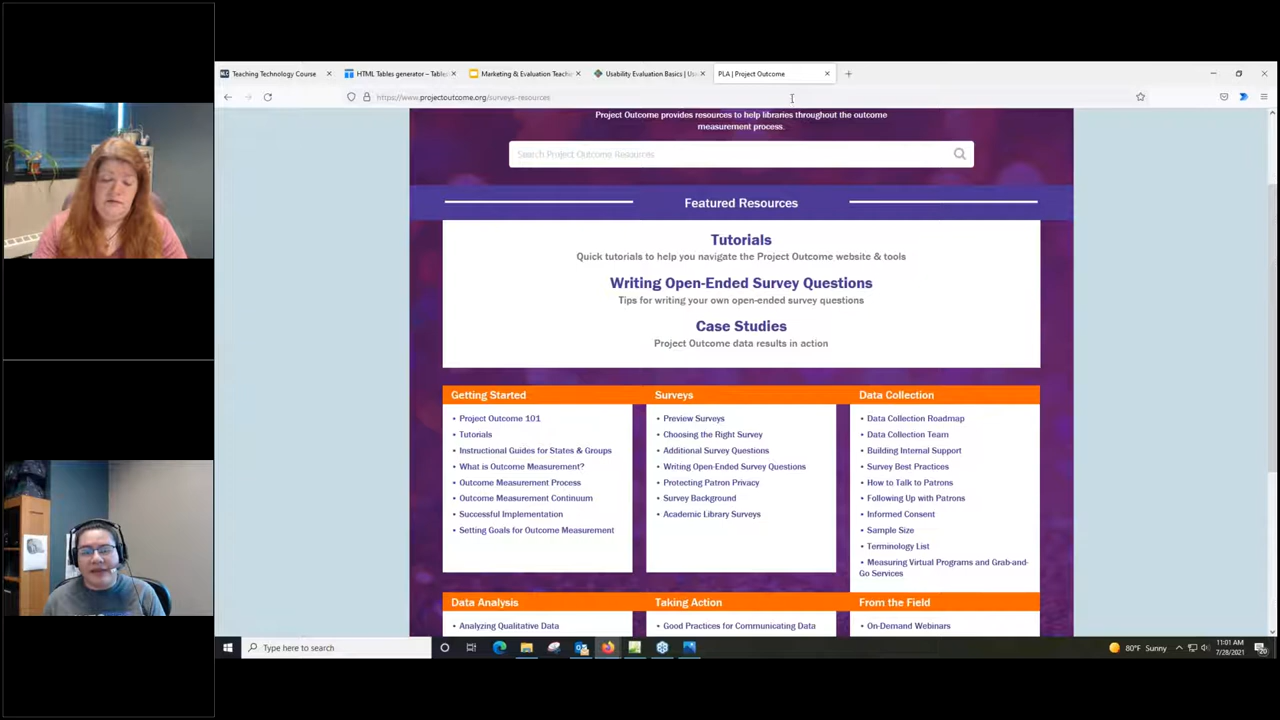 Teaching Technology Course
HTML Tables generator – Tables
Marketing & Evaluation Teachin
Usability Evaluation Basics | Us
PLA | Project Outcome
https://www.projectoutcome.org/surveys-resources
Project Outcome provides resources to help libraries throughout the outcome
measurement process.
Search Project Outcome Resources
Featured Resources
Tutorials
Quick tutorials to help you navigate the Project Outcome website & tools
Writing Open-Ended Survey Questions
Tips for writing your own open-ended survey questions
Case Studies
Project Outcome data results in action
Getting Started
• Project Outcome 101
• Tutorials
• Instructional Guides for States & Groups
• What is Outcome Measurement?
• Outcome Measurement Process
• Outcome Measurement Continuum
• Successful Implementation
• Setting Goals for Outcome Measurement
Surveys
• Preview Surveys
• Choosing the Right Survey
• Additional Survey Questions
• Writing Open-Ended Survey Questions
• Protecting Patron Privacy
• Survey Background
• Academic Library Surveys
Data Collection
• Data Collection Roadmap
• Data Collection Team
• Building Internal Support
• Survey Best Practices
• How to Talk to Patrons
• Following Up with Patrons
• Informed Consent
• Sample Size
• Terminology List
• Measuring Virtual Programs and Grab-and-
Go Services
Data Analysis
• Analyzing Qualitative Data
Taking Action
• Good Practices for Communicating Data
From the Field
• On-Demand Webinars
Type here to search
80°F Sunny
11:01 AM
7/28/2021